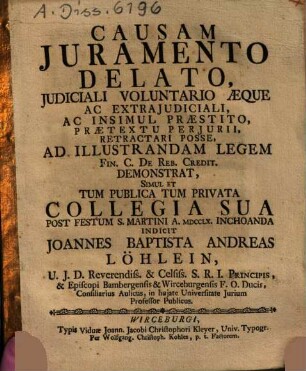 A. Diss. 6196
CAUSAM
JURAMENTO
DELATO,
JUDICIALI VOLUNTARIO ÆQUE
AC EXTRAJUDICIALI,
AC INSIMUL PRÆSTITO,
PRÆTEXTU PERJURII,
RETRACTARI POSSE,
AD ILLUSTRANDAM LEGEM
FIN. C. DE REB. CREDIT.
DEMONSTRAT,
SIMUL ET
TUM PUBLICA TUM PRIVATA
COLLEGIA SUA
POST FESTUM S. MARTINI A. MDCCLX. INCHOANDA
INDICIT
JOANNES BAPTISTA ANDREAS
LÖHLEIN,
U. J. D. Reverendiss. & Celsiss. S. R. I. PRINCIPIS,
& Episcopi Bambergensis & Wirceburgensis F. O. Ducis,
Consiliarius Aulicus, in hujate Universitate Jurium
Professor Publicus.
WIRCEBURGI,
Typis Viduæ Joann. Jacobi Christophori Kleyer, Univ. Typogr.
Per Wolfgang. Christoph. Kohles, p. t. Factorem.